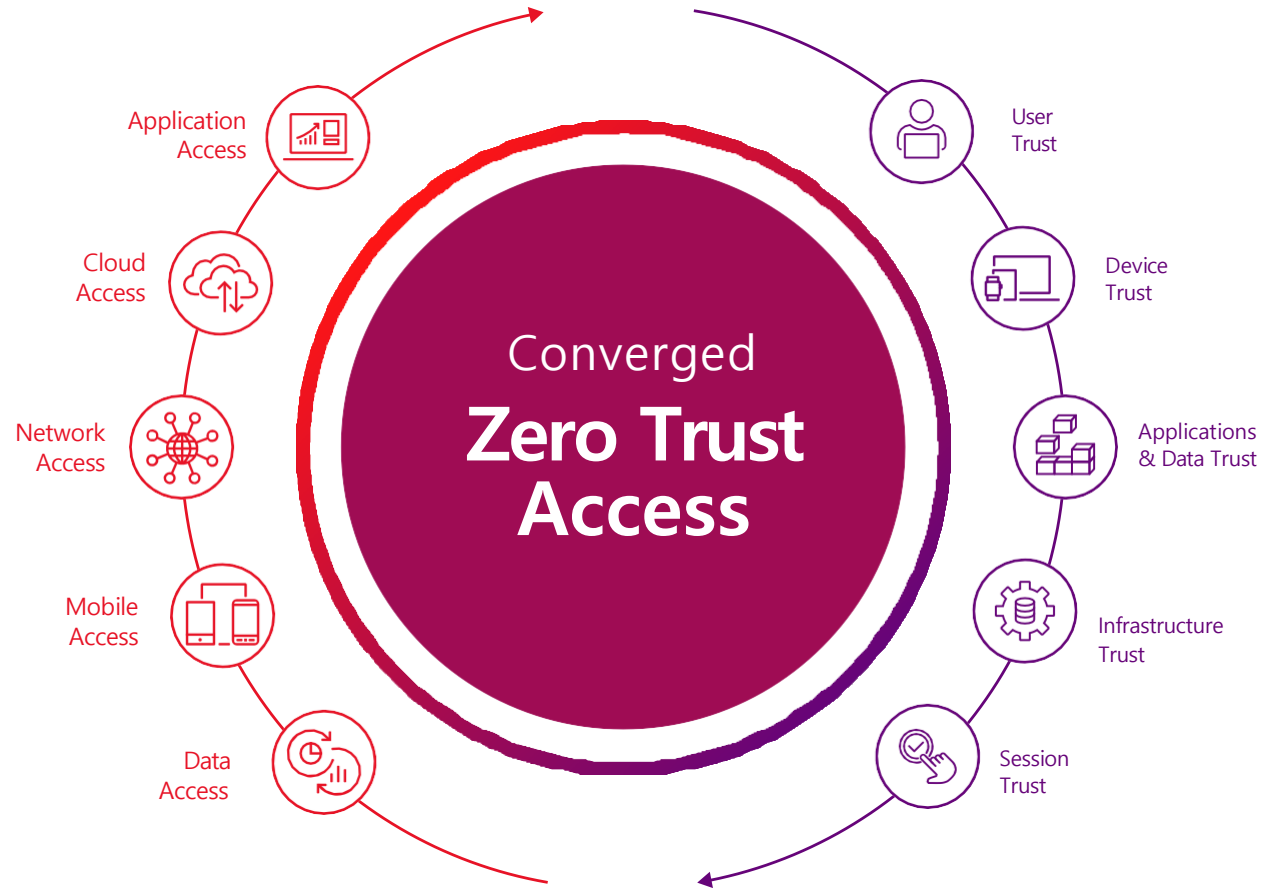 Application
Access
Cloud
Access
Network
Access
Mobile
Access
Data
Access
Converged
Zero Trust
Access
User
Trust
Device
Trust
Applications
& Data Trust
Infrastructure
Trust
Session
Trust